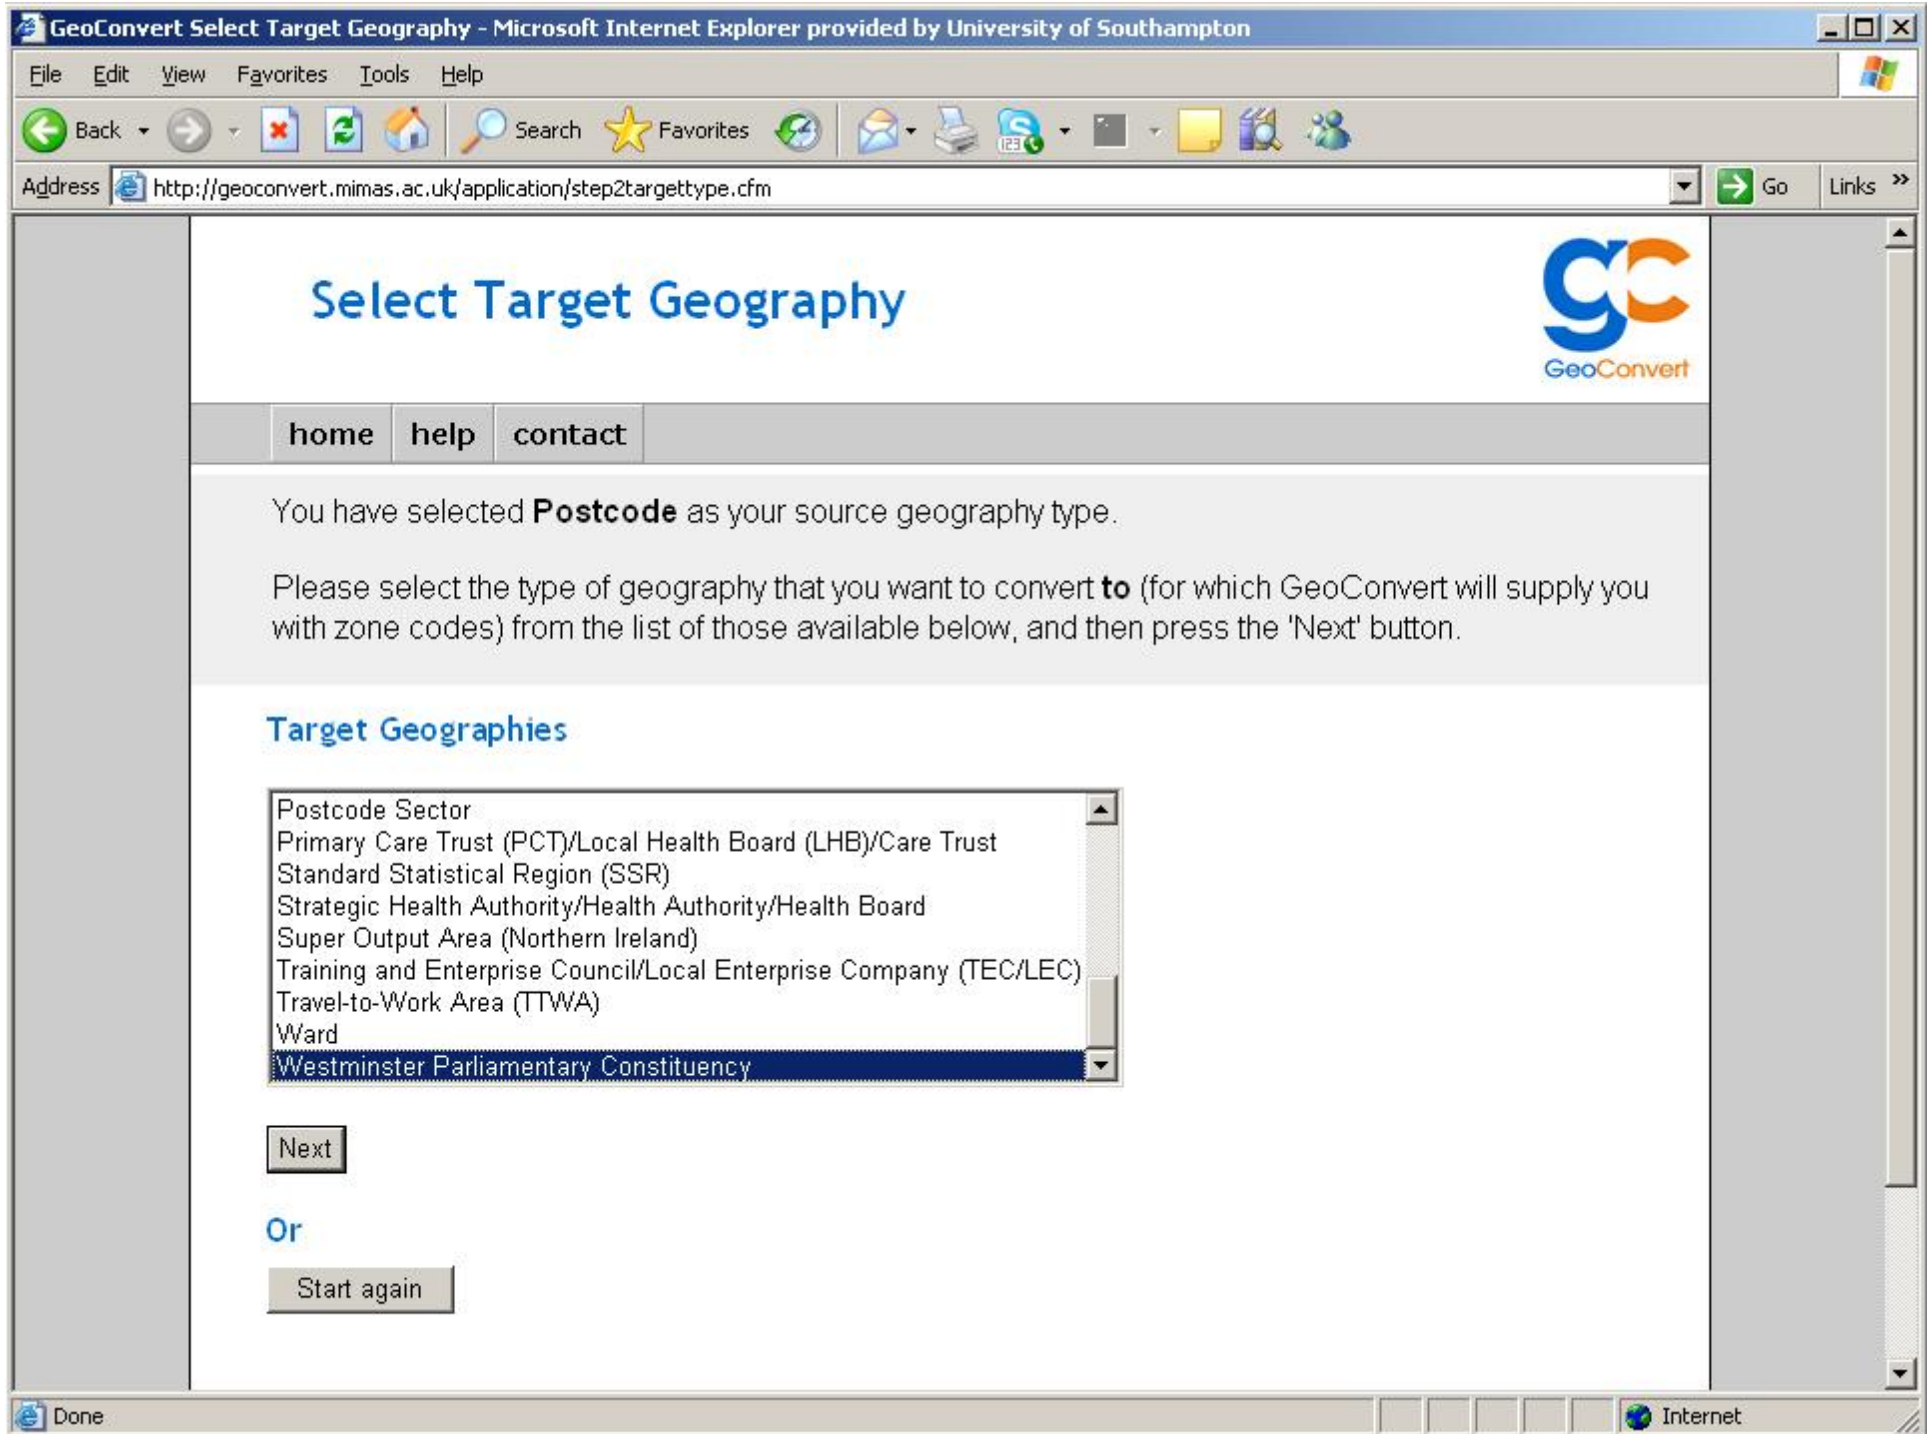 GeoConvert Select Target Geography - Microsoft Internet Explorer provided by University of Southampton
File Edit View Favorites Tools Help
Back Search Favorites 123
Address http://geoconvert.mimas.ac.uk/application/step2targettype.cfm Go Links »
Select Target Geography
gc
GeoConvert
home help contact
You have selected Postcode as your source geography type.
Please select the type of geography that you want to convert to (for which GeoConvert will supply you
with zone codes) from the list of those available below, and then press the 'Next' button.
Target Geographies
Postcode Sector
Primary Care Trust (PCT)/Local Health Board (LHB)/Care Trust
Standard Statistical Region (SSR)
Strategic Health Authority/Health Authority/Health Board
Super Output Area (Northern Ireland)
Training and Enterprise Council/Local Enterprise Company (TEC/LEC)
Travel-to-Work Area (TTWA)
Ward
Westminster Parliamentary Constituency
Next
Or
Start again
Done Internet